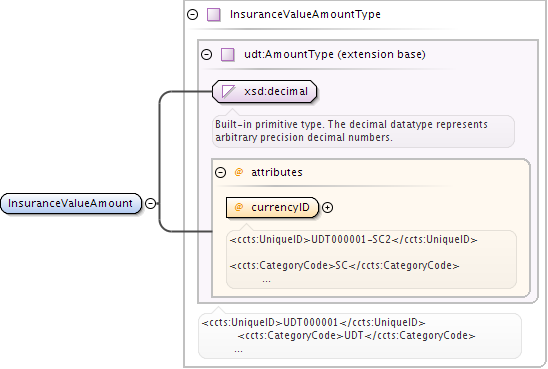 InsuranceValueAmountType
udt:AmountType (extension base)
xsd:decimal
Built-in primitive type. The decimal datatype represents
arbitrary precision decimal numbers.
@ attributes
InsuranceValueAmount
@ currencyID
<ccts:UniqueID>UDT000001-SC2</ccts:UniqueID>
<ccts:CategoryCode>SC</ccts:CategoryCode>
...
<ccts:UniqueID>UDT000001</ccts:UniqueID>
<ccts:CategoryCode>UDT</ccts:CategoryCode>
...